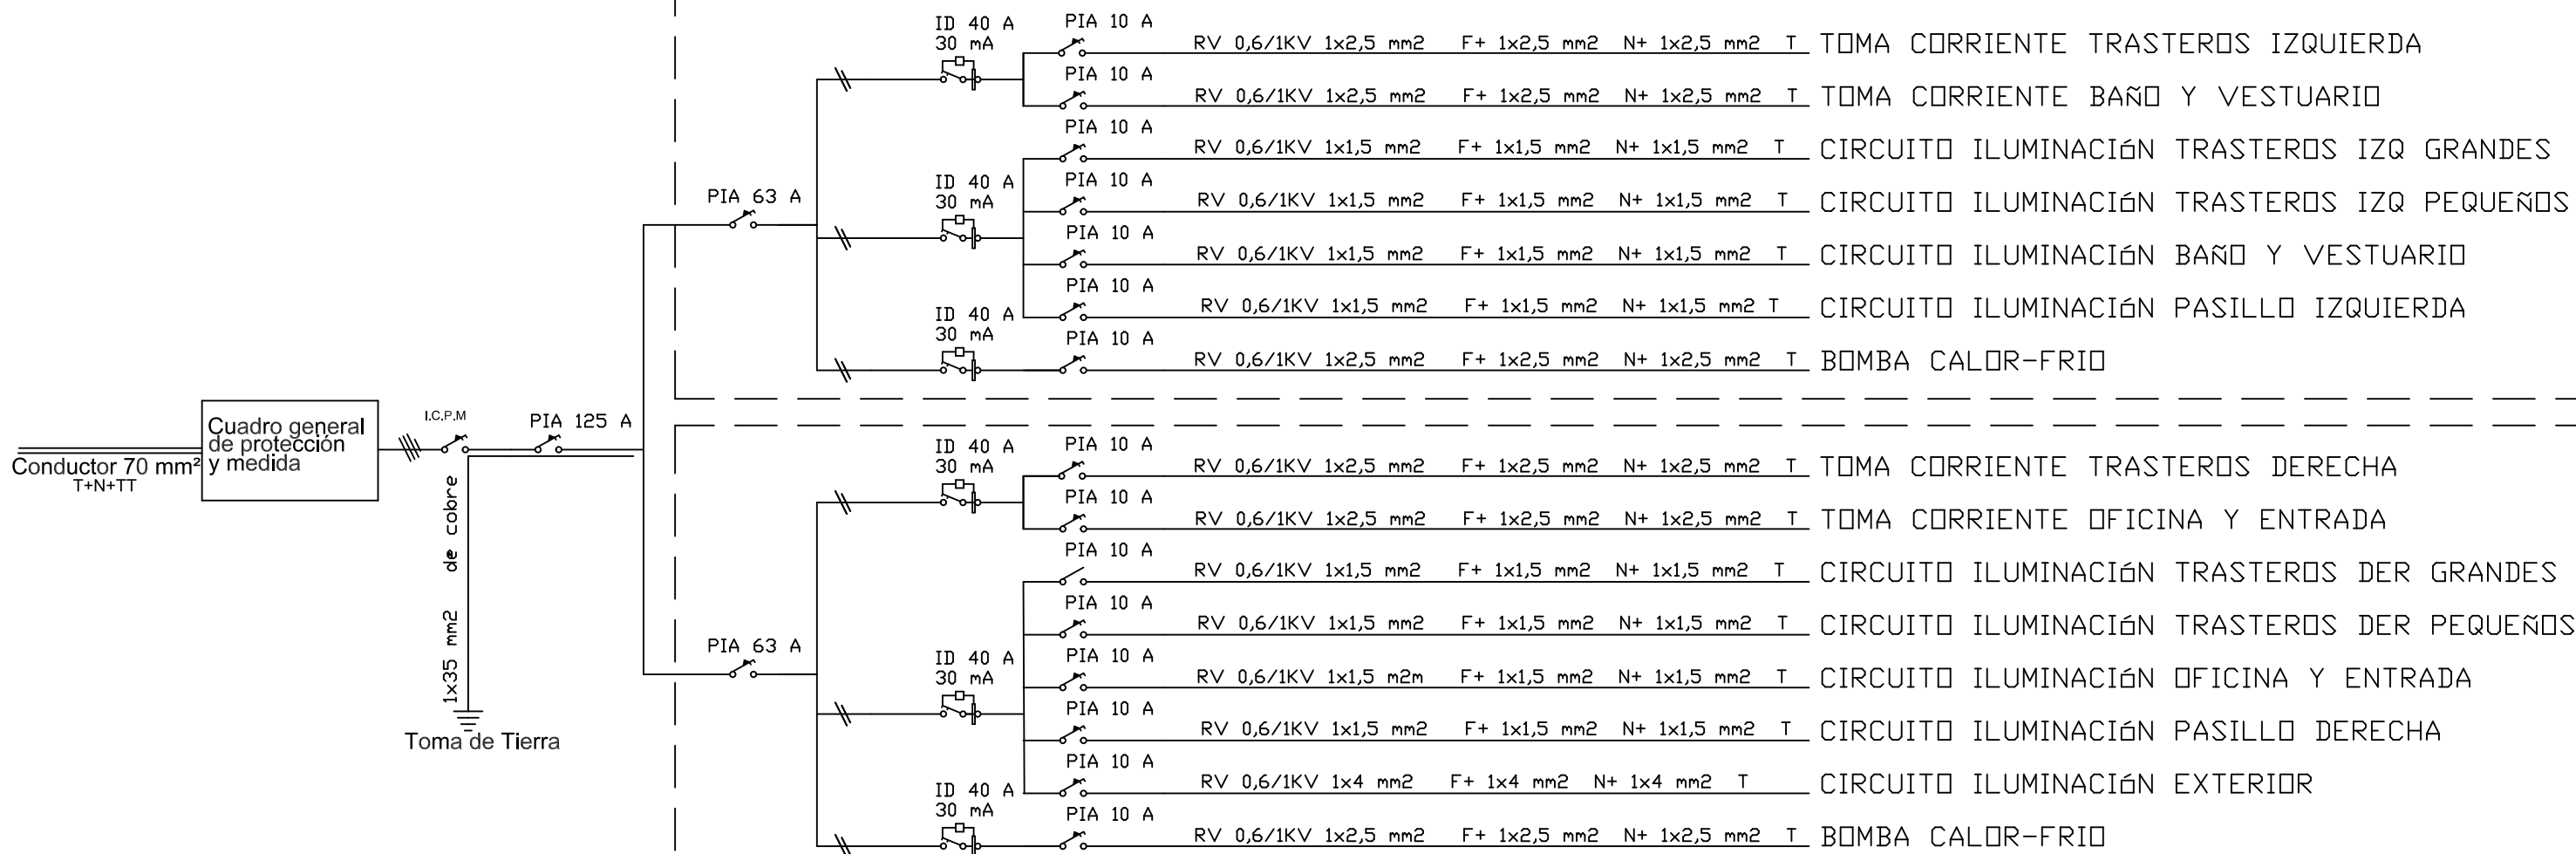 ID 40 A
30 mA
PIA 10 A
RV 0,6/1KV 1x2,5 mm2 F+ 1x2,5 mm2 N+ 1x2,5 mm2 T TOMA CORRIENTE TRASTEROS IZQUIERDA
PIA 10 A
RV 0,6/1KV 1x2,5 mm2 F+ 1x2,5 mm2 N+ 1x2,5 mm2 T TOMA CORRIENTE BAÑO Y VESTUARIO
PIA 10 A
RV 0,6/1KV 1x1,5 mm2 F+ 1x1,5 mm2 N+ 1x1,5 mm2 T CIRCUITO ILUMINACIóN TRASTEROS IZQ GRANDES
PIA 63 A
ID 40 A
30 mA
PIA 10 A
RV 0,6/1KV 1x1,5 mm2 F+ 1x1,5 mm2 N+ 1x1,5 mm2 T CIRCUITO ILUMINACIóN TRASTEROS IZQ PEQUEÑOS
PIA 10 A
RV 0,6/1KV 1x1,5 mm2 F+ 1x1,5 mm2 N+ 1x1,5 mm2 T CIRCUITO ILUMINACIóN BAÑO Y VESTUARIO
PIA 10 A
RV 0,6/1KV 1x1,5 mm2 F+ 1x1,5 mm2 N+ 1x1,5 mm2 T CIRCUITO ILUMINACIóN PASILLO IZQUIERDA
ID 40 A
30 mA
PIA 10 A
RV 0,6/1KV 1x2,5 mm2 F+ 1x2,5 mm2 N+ 1x2,5 mm2 T BOMBA CALOR-FRIO
Conductor 70 mm²
T+N+TT
Cuadro general
de protección
y medida
I.C.P.M
PIA 125 A
1x35 mm2 de cobre
Toma de Tierra
ID 40 A
30 mA
PIA 10 A
RV 0,6/1KV 1x2,5 mm2 F+ 1x2,5 mm2 N+ 1x2,5 mm2 T TOMA CORRIENTE TRASTEROS DERECHA
PIA 10 A
RV 0,6/1KV 1x2,5 mm2 F+ 1x2,5 mm2 N+ 1x2,5 mm2 T TOMA CORRIENTE OFICINA Y ENTRADA
PIA 10 A
RV 0,6/1KV 1x1,5 mm2 F+ 1x1,5 mm2 N+ 1x1,5 mm2 T CIRCUITO ILUMINACIóN TRASTEROS DER GRANDES
PIA 10 A
RV 0,6/1KV 1x1,5 mm2 F+ 1x1,5 mm2 N+ 1x1,5 mm2 T CIRCUITO ILUMINACIóN TRASTEROS DER PEQUEÑOS
PIA 63 A
ID 40 A
30 mA
PIA 10 A
RV 0,6/1KV 1x1,5 m2m F+ 1x1,5 mm2 N+ 1x1,5 mm2 T CIRCUITO ILUMINACIóN OFICINA Y ENTRADA
PIA 10 A
RV 0,6/1KV 1x1,5 mm2 F+ 1x1,5 mm2 N+ 1x1,5 mm2 T CIRCUITO ILUMINACIóN PASILLO DERECHA
PIA 10 A
RV 0,6/1KV 1x4 mm2 F+ 1x4 mm2 N+ 1x4 mm2 T CIRCUITO ILUMINACIóN EXTERIOR
ID 40 A
30 mA
PIA 10 A
RV 0,6/1KV 1x2,5 mm2 F+ 1x2,5 mm2 N+ 1x2,5 mm2 T BOMBA CALOR-FRIO